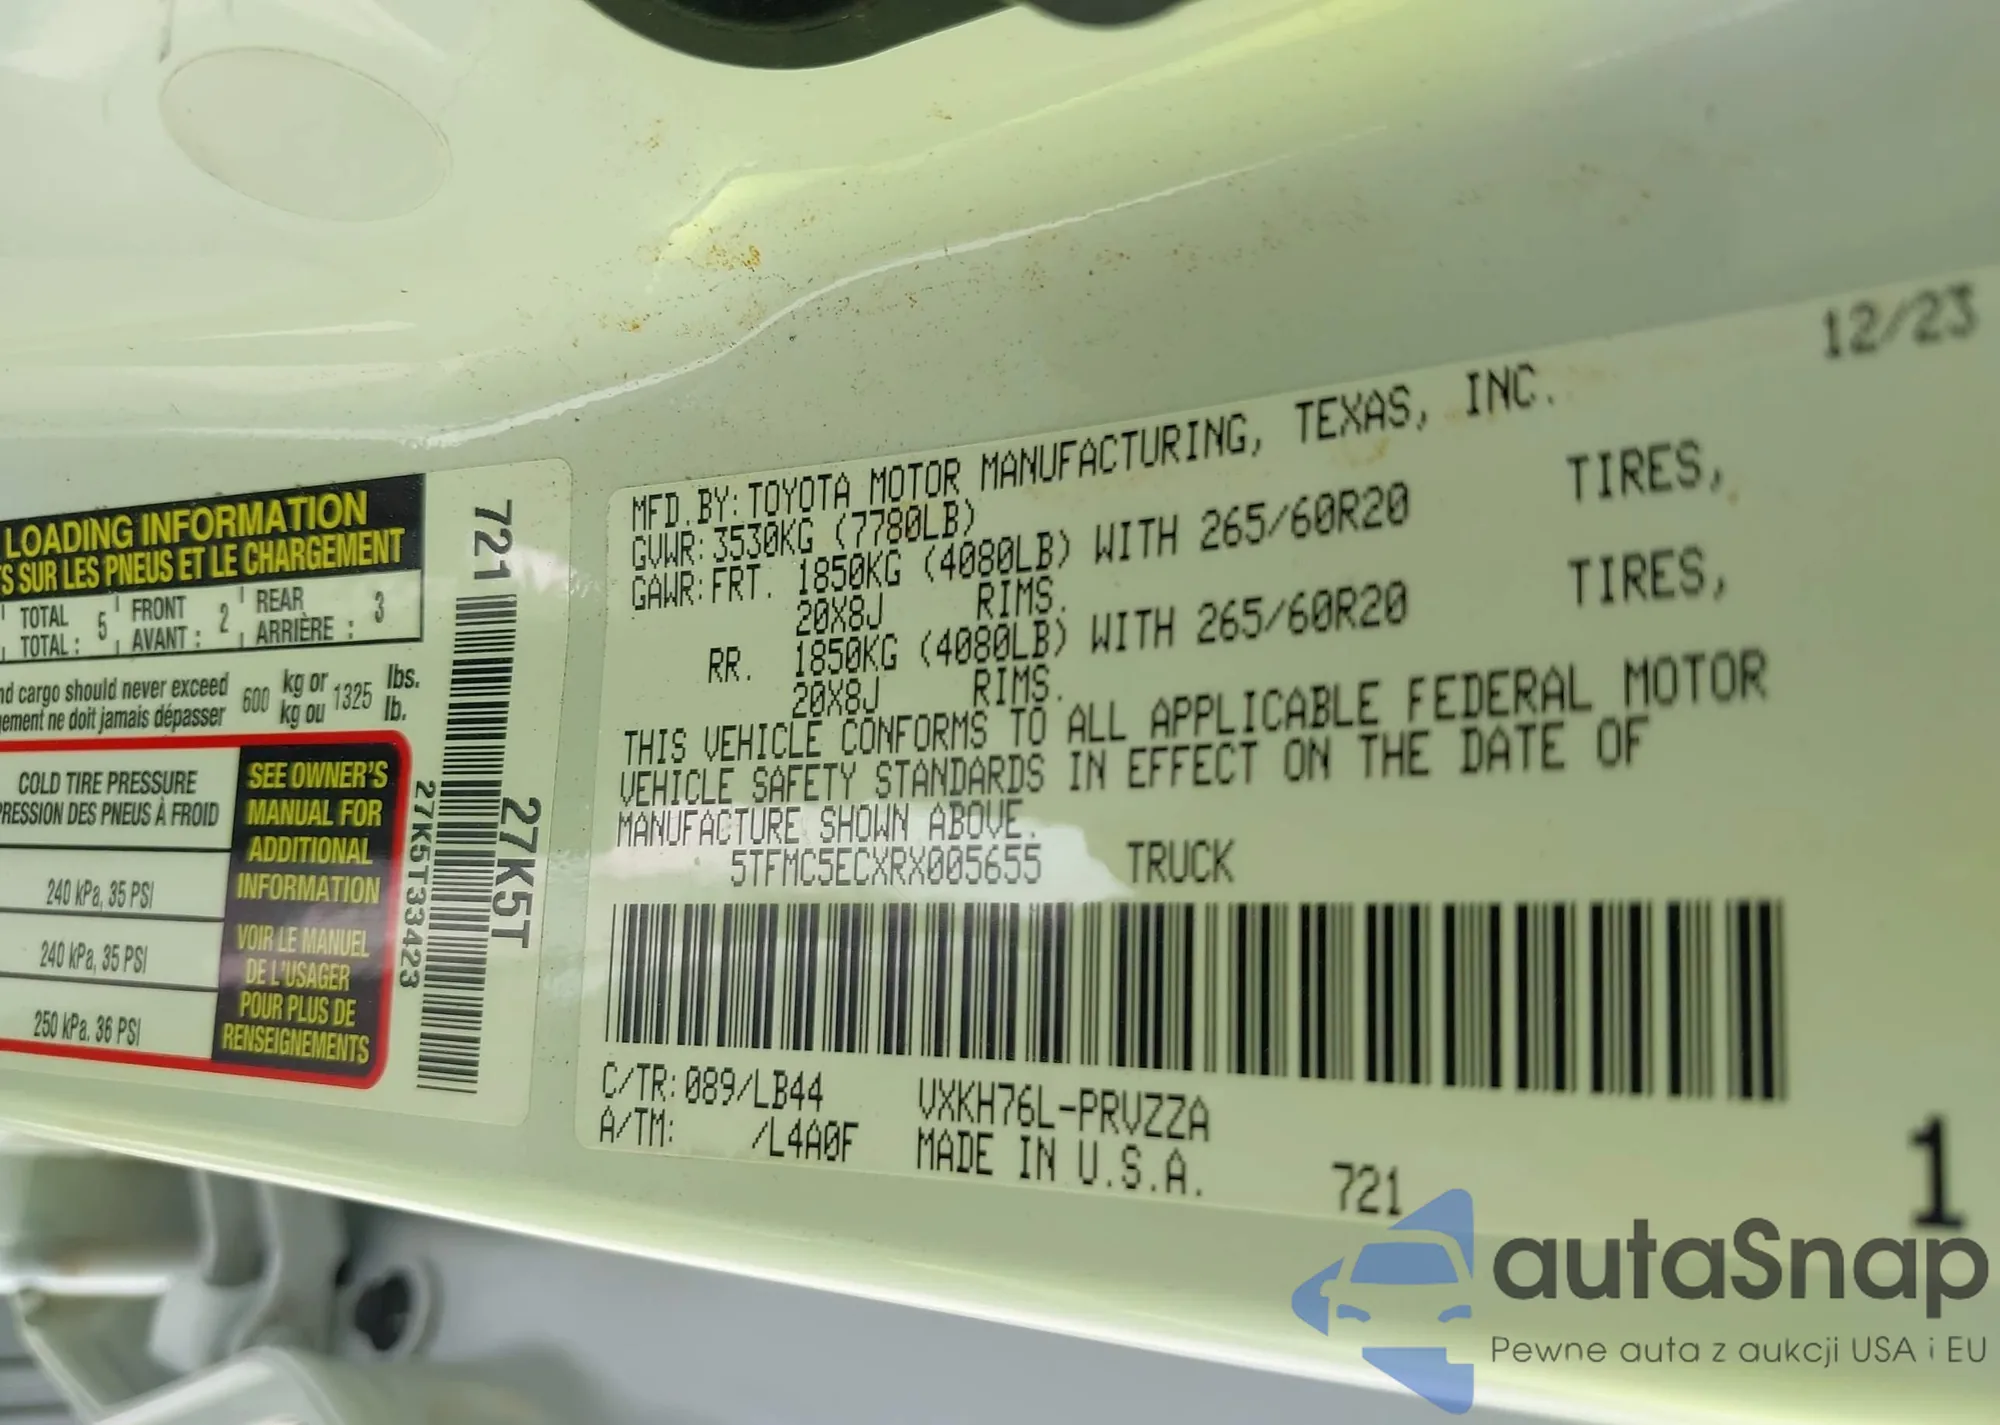 LOADING INFORMATION
S SUR LES PNEUS ET LE CHARGEMENT
TOTAL 5 FRONT 2 REAR 3
TOTAL : AVANT : ARRIÈRE :
nd cargo should never exceed 600 kg or 1325 lbs.
gement ne doit jamais dépasser kg ou lb.
COLD TIRE PRESSURE
RESSION DES PNEUS À FROID
240 kPa, 35 PSI
240 kPa, 35 PSI
250 kPa, 36 PSI
SEE OWNER'S
MANUAL FOR
ADDITIONAL
INFORMATION
VOIR LE MANUEL
DE L'USAGER
POUR PLUS DE
RENSEIGNEMENTS
721
27K5T
27K5T33423
12/23
MFD.BY:TOYOTA MOTOR MANUFACTURING, TEXAS, INC.
GVWR:3530KG (7780LB)
GAWR:FRT. 1850KG (4080LB) WITH 265/60R20 TIRES,
20X8J RIMS.
RR. 1850KG (4080LB) WITH 265/60R20 TIRES,
20X8J RIMS.
THIS VEHICLE CONFORMS TO ALL APPLICABLE FEDERAL MOTOR
VEHICLE SAFETY STANDARDS IN EFFECT ON THE DATE OF
MANUFACTURE SHOWN ABOVE.
5TFMC5ECXRX005655 TRUCK
C/TR:089/LB44 VXKH76L-PRVZZA
A/TM: /L4A0F MADE IN U.S.A. 721
1
autoSnap
Pewne auta z aukcji USA i EU